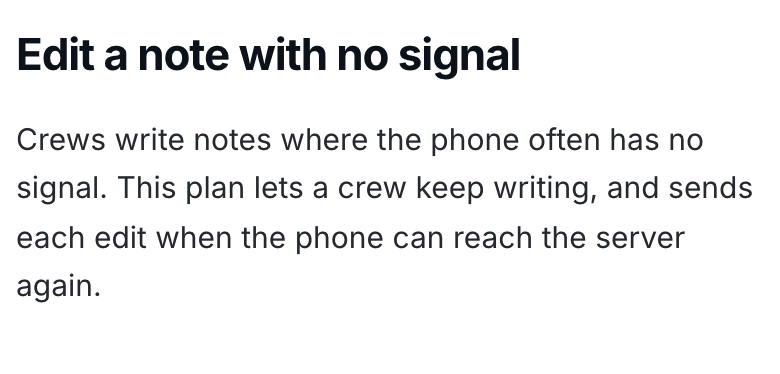 Edit a note with no signal
Crews write notes where the phone often has no
signal. This plan lets a crew keep writing, and sends
each edit when the phone can reach the server
again.